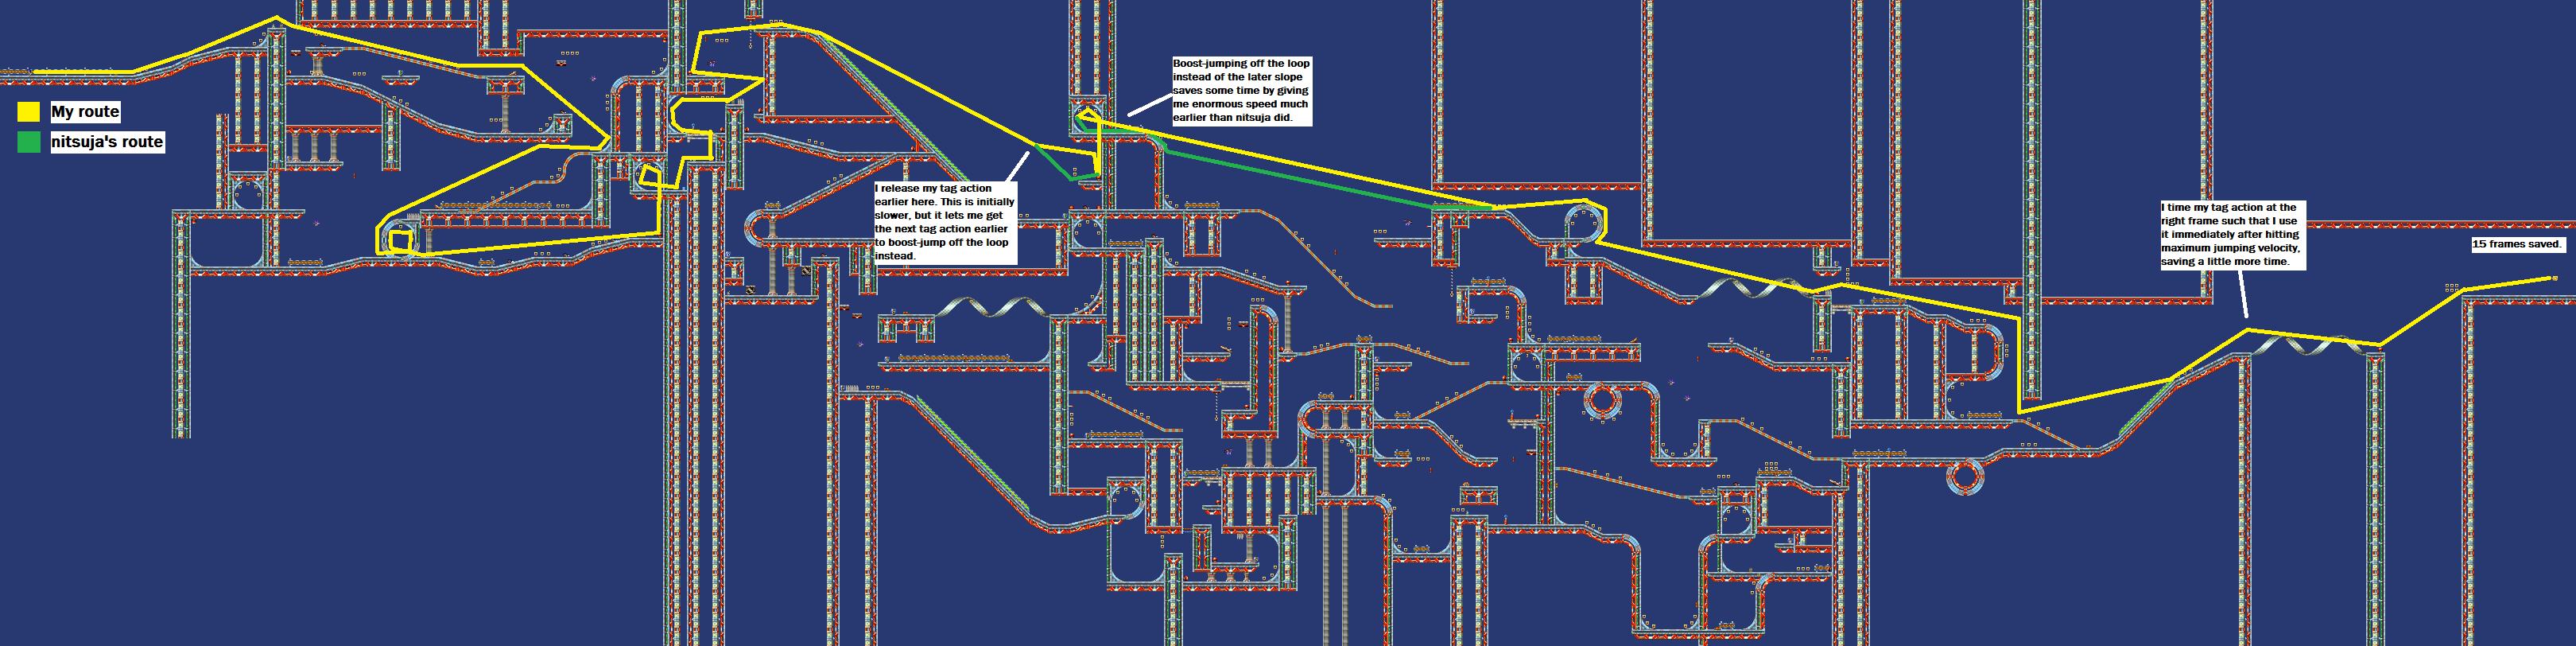 My route
nitsuja's route
Boost-jumping off the loop
instead of the later slope
saves some time by giving
me enormous speed much
earlier than nitsuja did.
I release my tag action
earlier here. This is initially
slower, but it lets me get
the next tag action earlier
to boost-jump off the loop
instead.
I time my tag action at the
right frame such that I use
it immediately after hitting
maximum jumping velocity,
saving a little more time.
15 frames saved.